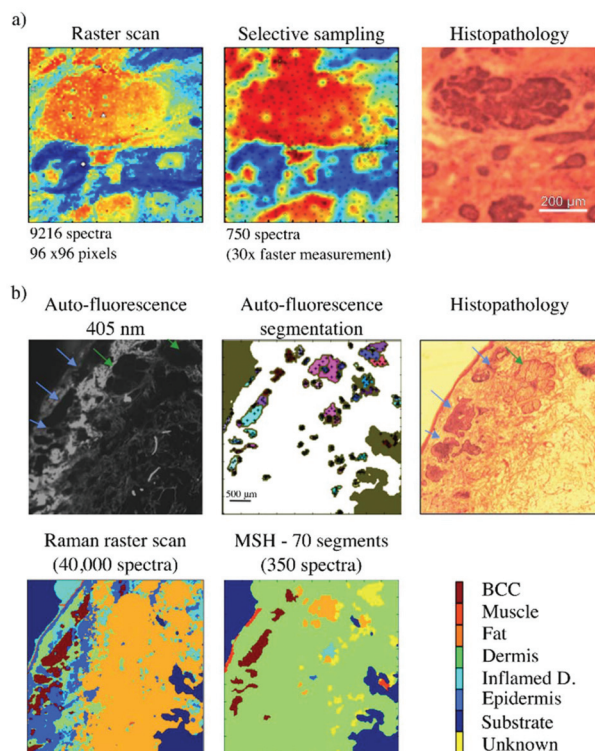 a)
Raster scan
Selective sampling
Histopathology
9216 spectra
96 x96 pixels
750 spectra
(30x faster measurement)
200 µm
b)
Auto-fluorescence
405 nm
Auto-fluorescence
segmentation
Histopathology
500 µm
Raman raster scan
(40,000 spectra)
MSH - 70 segments
(350 spectra)
BCC
Muscle
Fat
Dermis
Inflamed D.
Epidermis
Substrate
Unknown